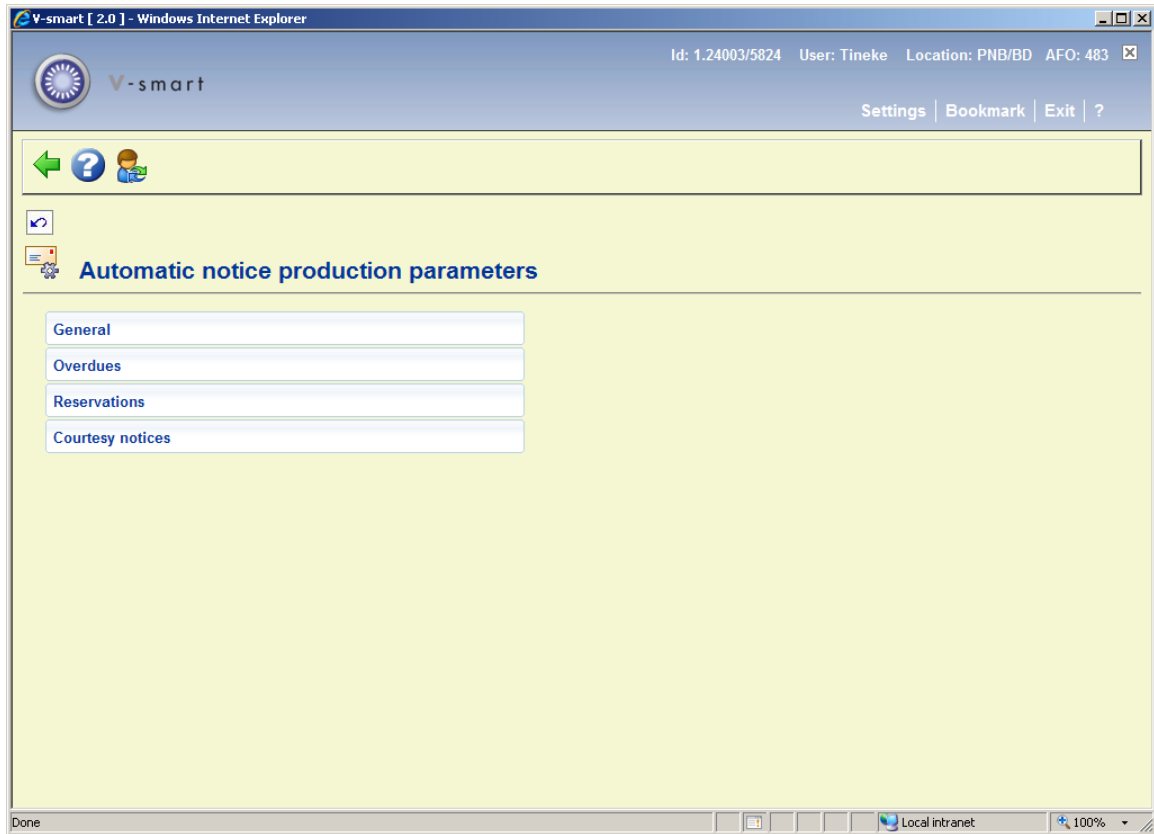 V-smart [ 2.0 ] - Windows Internet Explorer
Id: 1.24003/5824 User: Tineke Location: PNB/BD AFO: 483
V-smart
Settings | Bookmark | Exit | ?
Automatic notice production parameters
General
Overdues
Reservations
Courtesy notices
Done Local intranet 100%